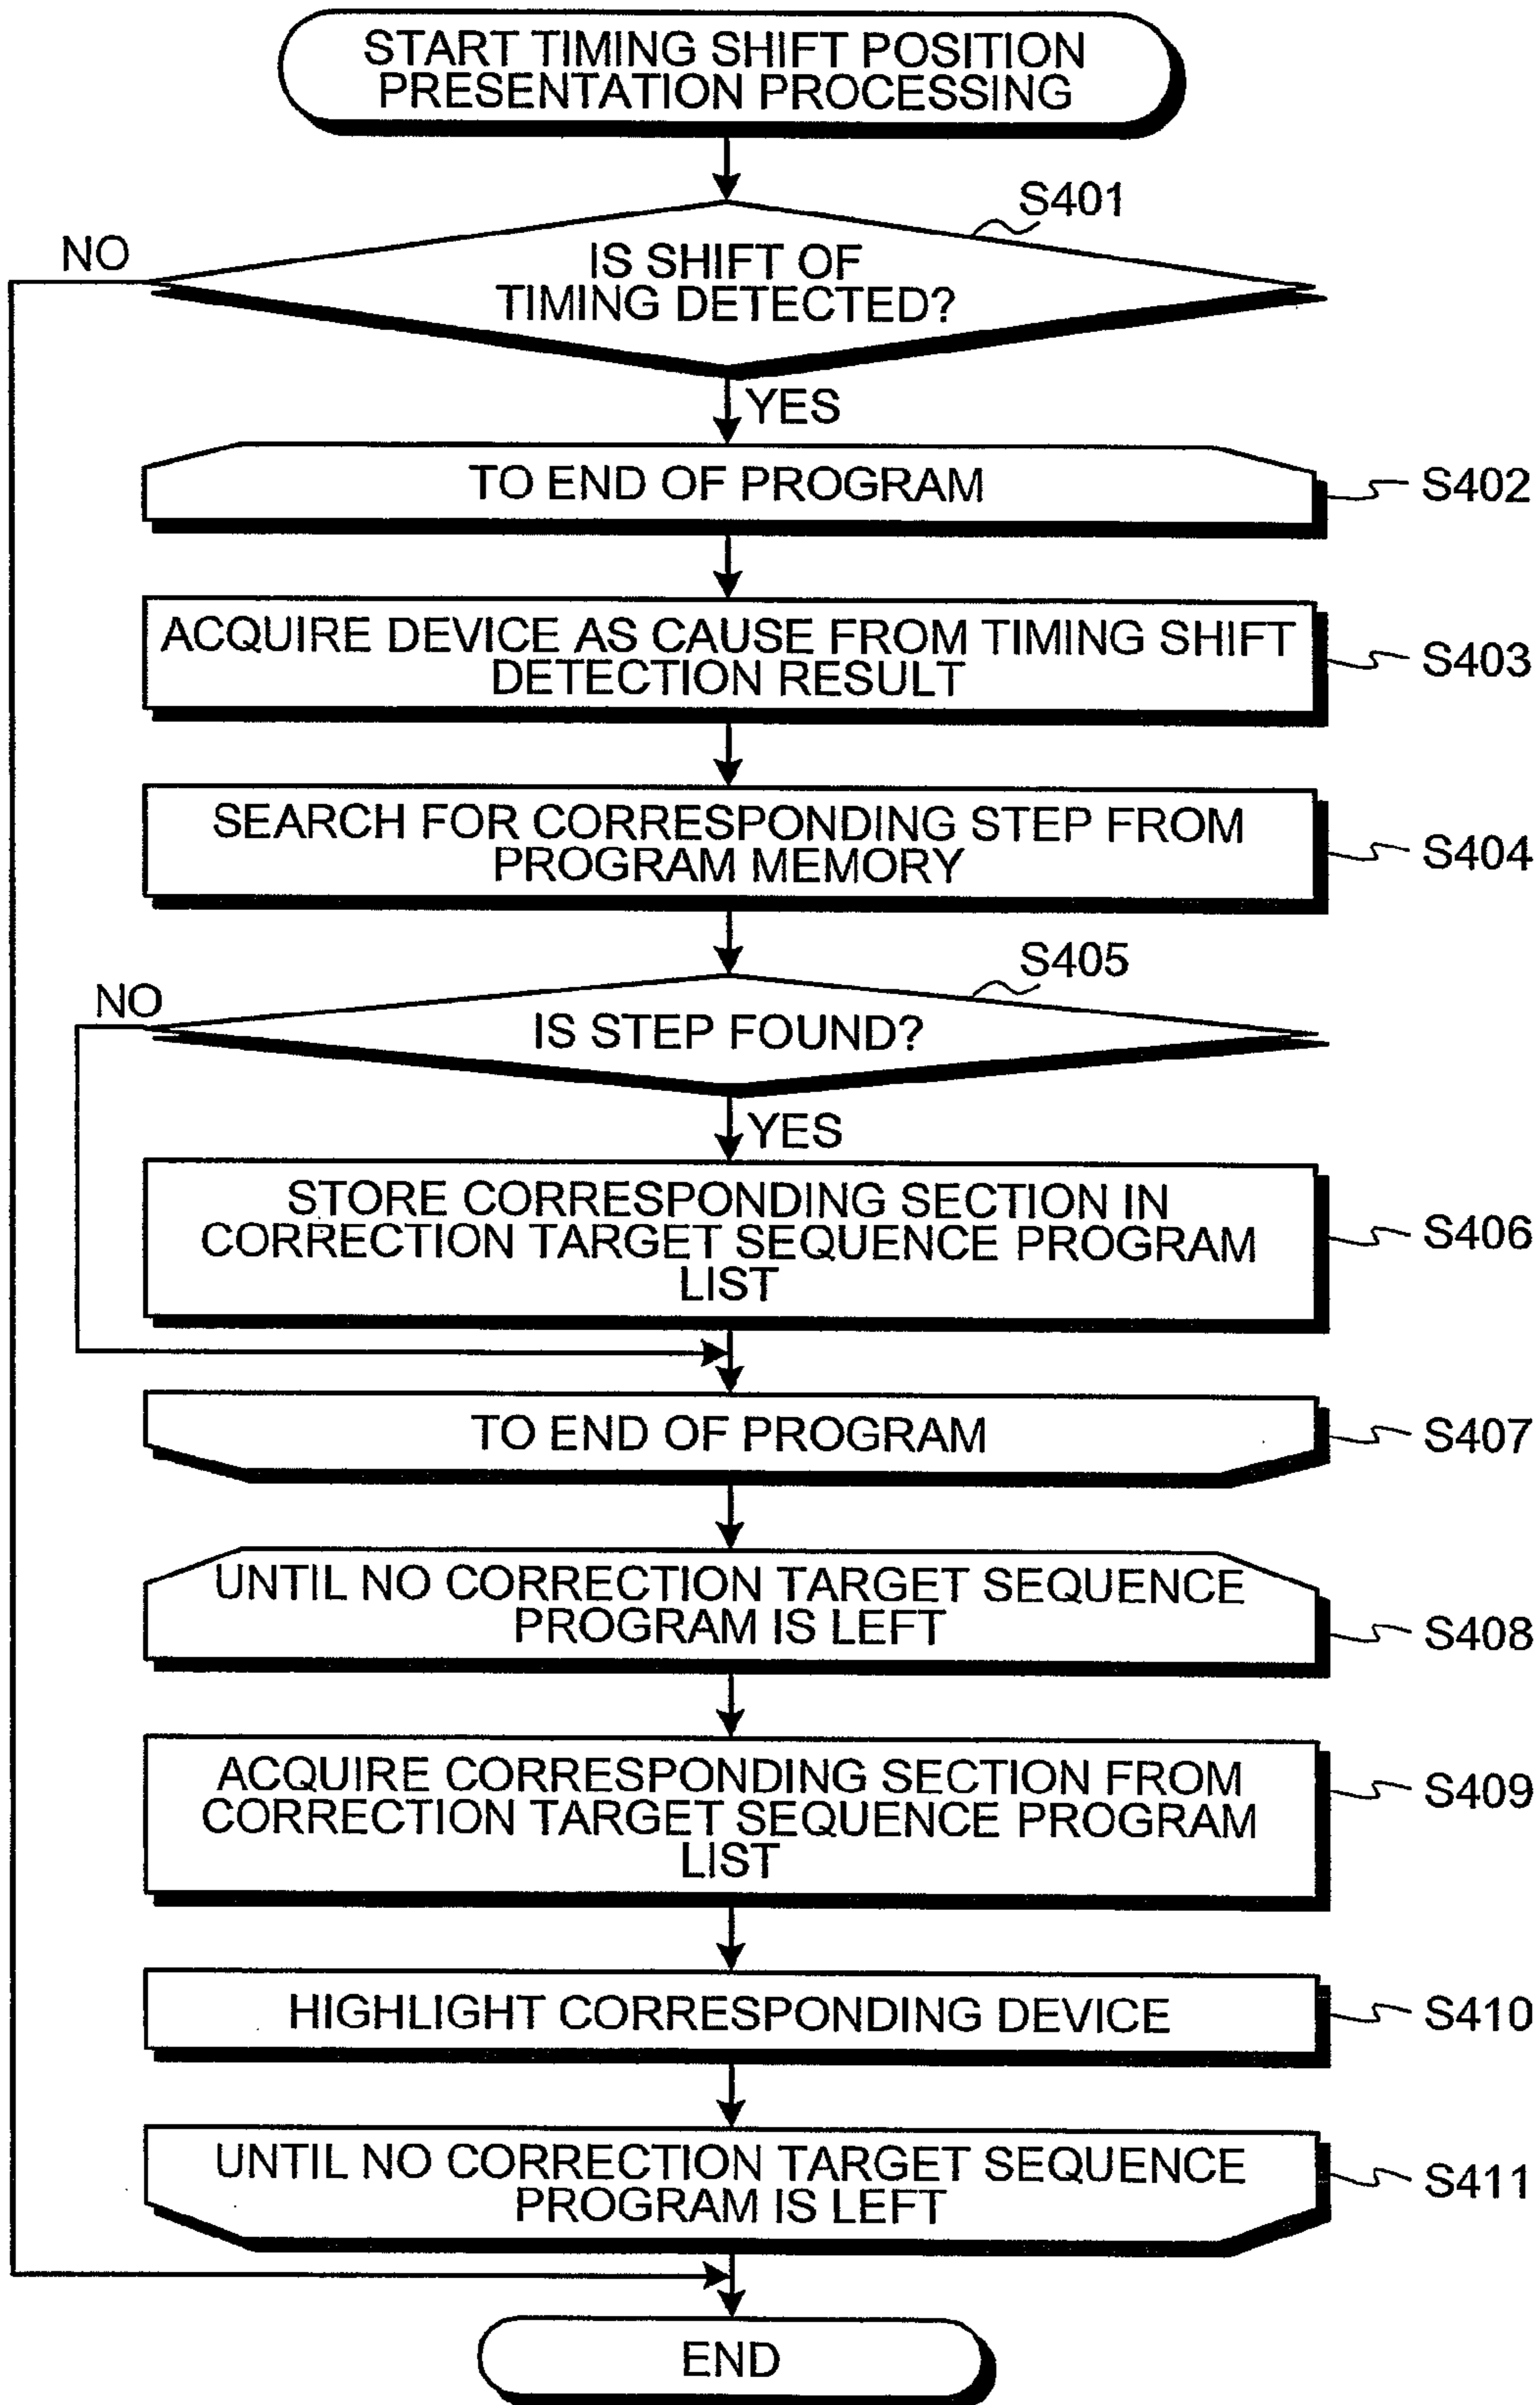 START TIMING SHIFT POSITION
PRESENTATION PROCESSING
S401
NO
IS SHIFT OF
TIMING DETECTED?
YES
TO END OF PROGRAM
S402
ACQUIRE DEVICE AS CAUSE FROM TIMING SHIFT
DETECTION RESULT
S403
SEARCH FOR CORRESPONDING STEP FROM
PROGRAM MEMORY
S404
S405
NO
IS STEP FOUND?
YES
STORE CORRESPONDING SECTION IN
CORRECTION TARGET SEQUENCE PROGRAM
LIST
S406
TO END OF PROGRAM
S407
UNTIL NO CORRECTION TARGET SEQUENCE
PROGRAM IS LEFT
S408
ACQUIRE CORRESPONDING SECTION FROM
CORRECTION TARGET SEQUENCE PROGRAM
LIST
S409
HIGHLIGHT CORRESPONDING DEVICE
S410
UNTIL NO CORRECTION TARGET SEQUENCE
PROGRAM IS LEFT
S411
END